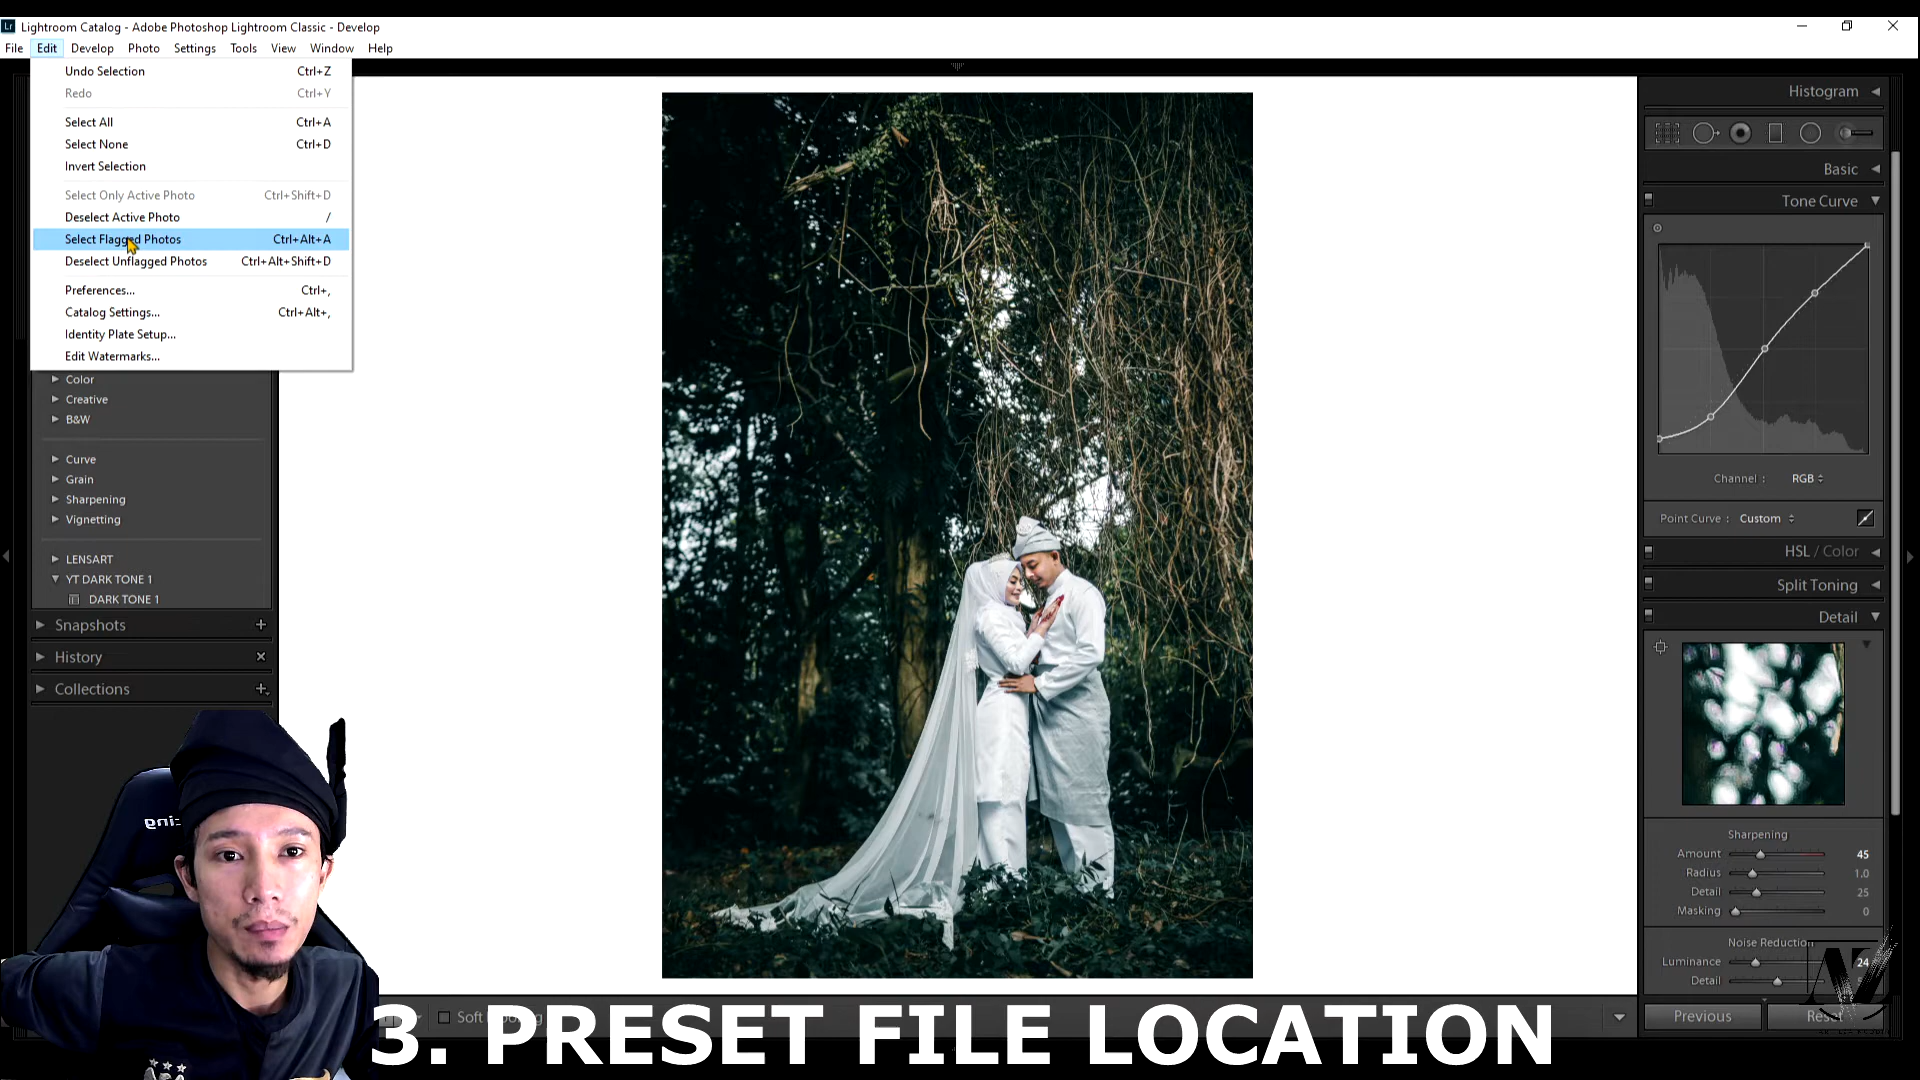 Lr Lightroom Catalog - Adobe Photoshop Lightroom Classic - Develop
File Edit Develop Photo Settings Tools View Window Help
Undo Selection Ctrl+Z
Redo Ctrl+Y
Select All Ctrl+A
Select None Ctrl+D
Invert Selection
Select Only Active Photo Ctrl+Shift+D
Deselect Active Photo /
Select Flagged Photos Ctrl+Alt+A
Deselect Unflagged Photos Ctrl+Alt+Shift+D
Preferences... Ctrl+,
Catalog Settings... Ctrl+Alt+,
Identity Plate Setup...
Edit Watermarks...
Color
Creative
B&W
Curve
Grain
Sharpening
Vignetting
LENSART
YT DARK TONE 1
DARK TONE 1
Snapshots
History
Collections
Histogram
Basic
Tone Curve
Channel : RGB
Point Curve : Custom
HSL / Color
Split Toning
Detail
Sharpening
Amount 45
Radius 1.0
Detail 25
Masking 0
Noise Reduction
Luminance 24
Detail
Previous
3. PRESET FILE LOCATION